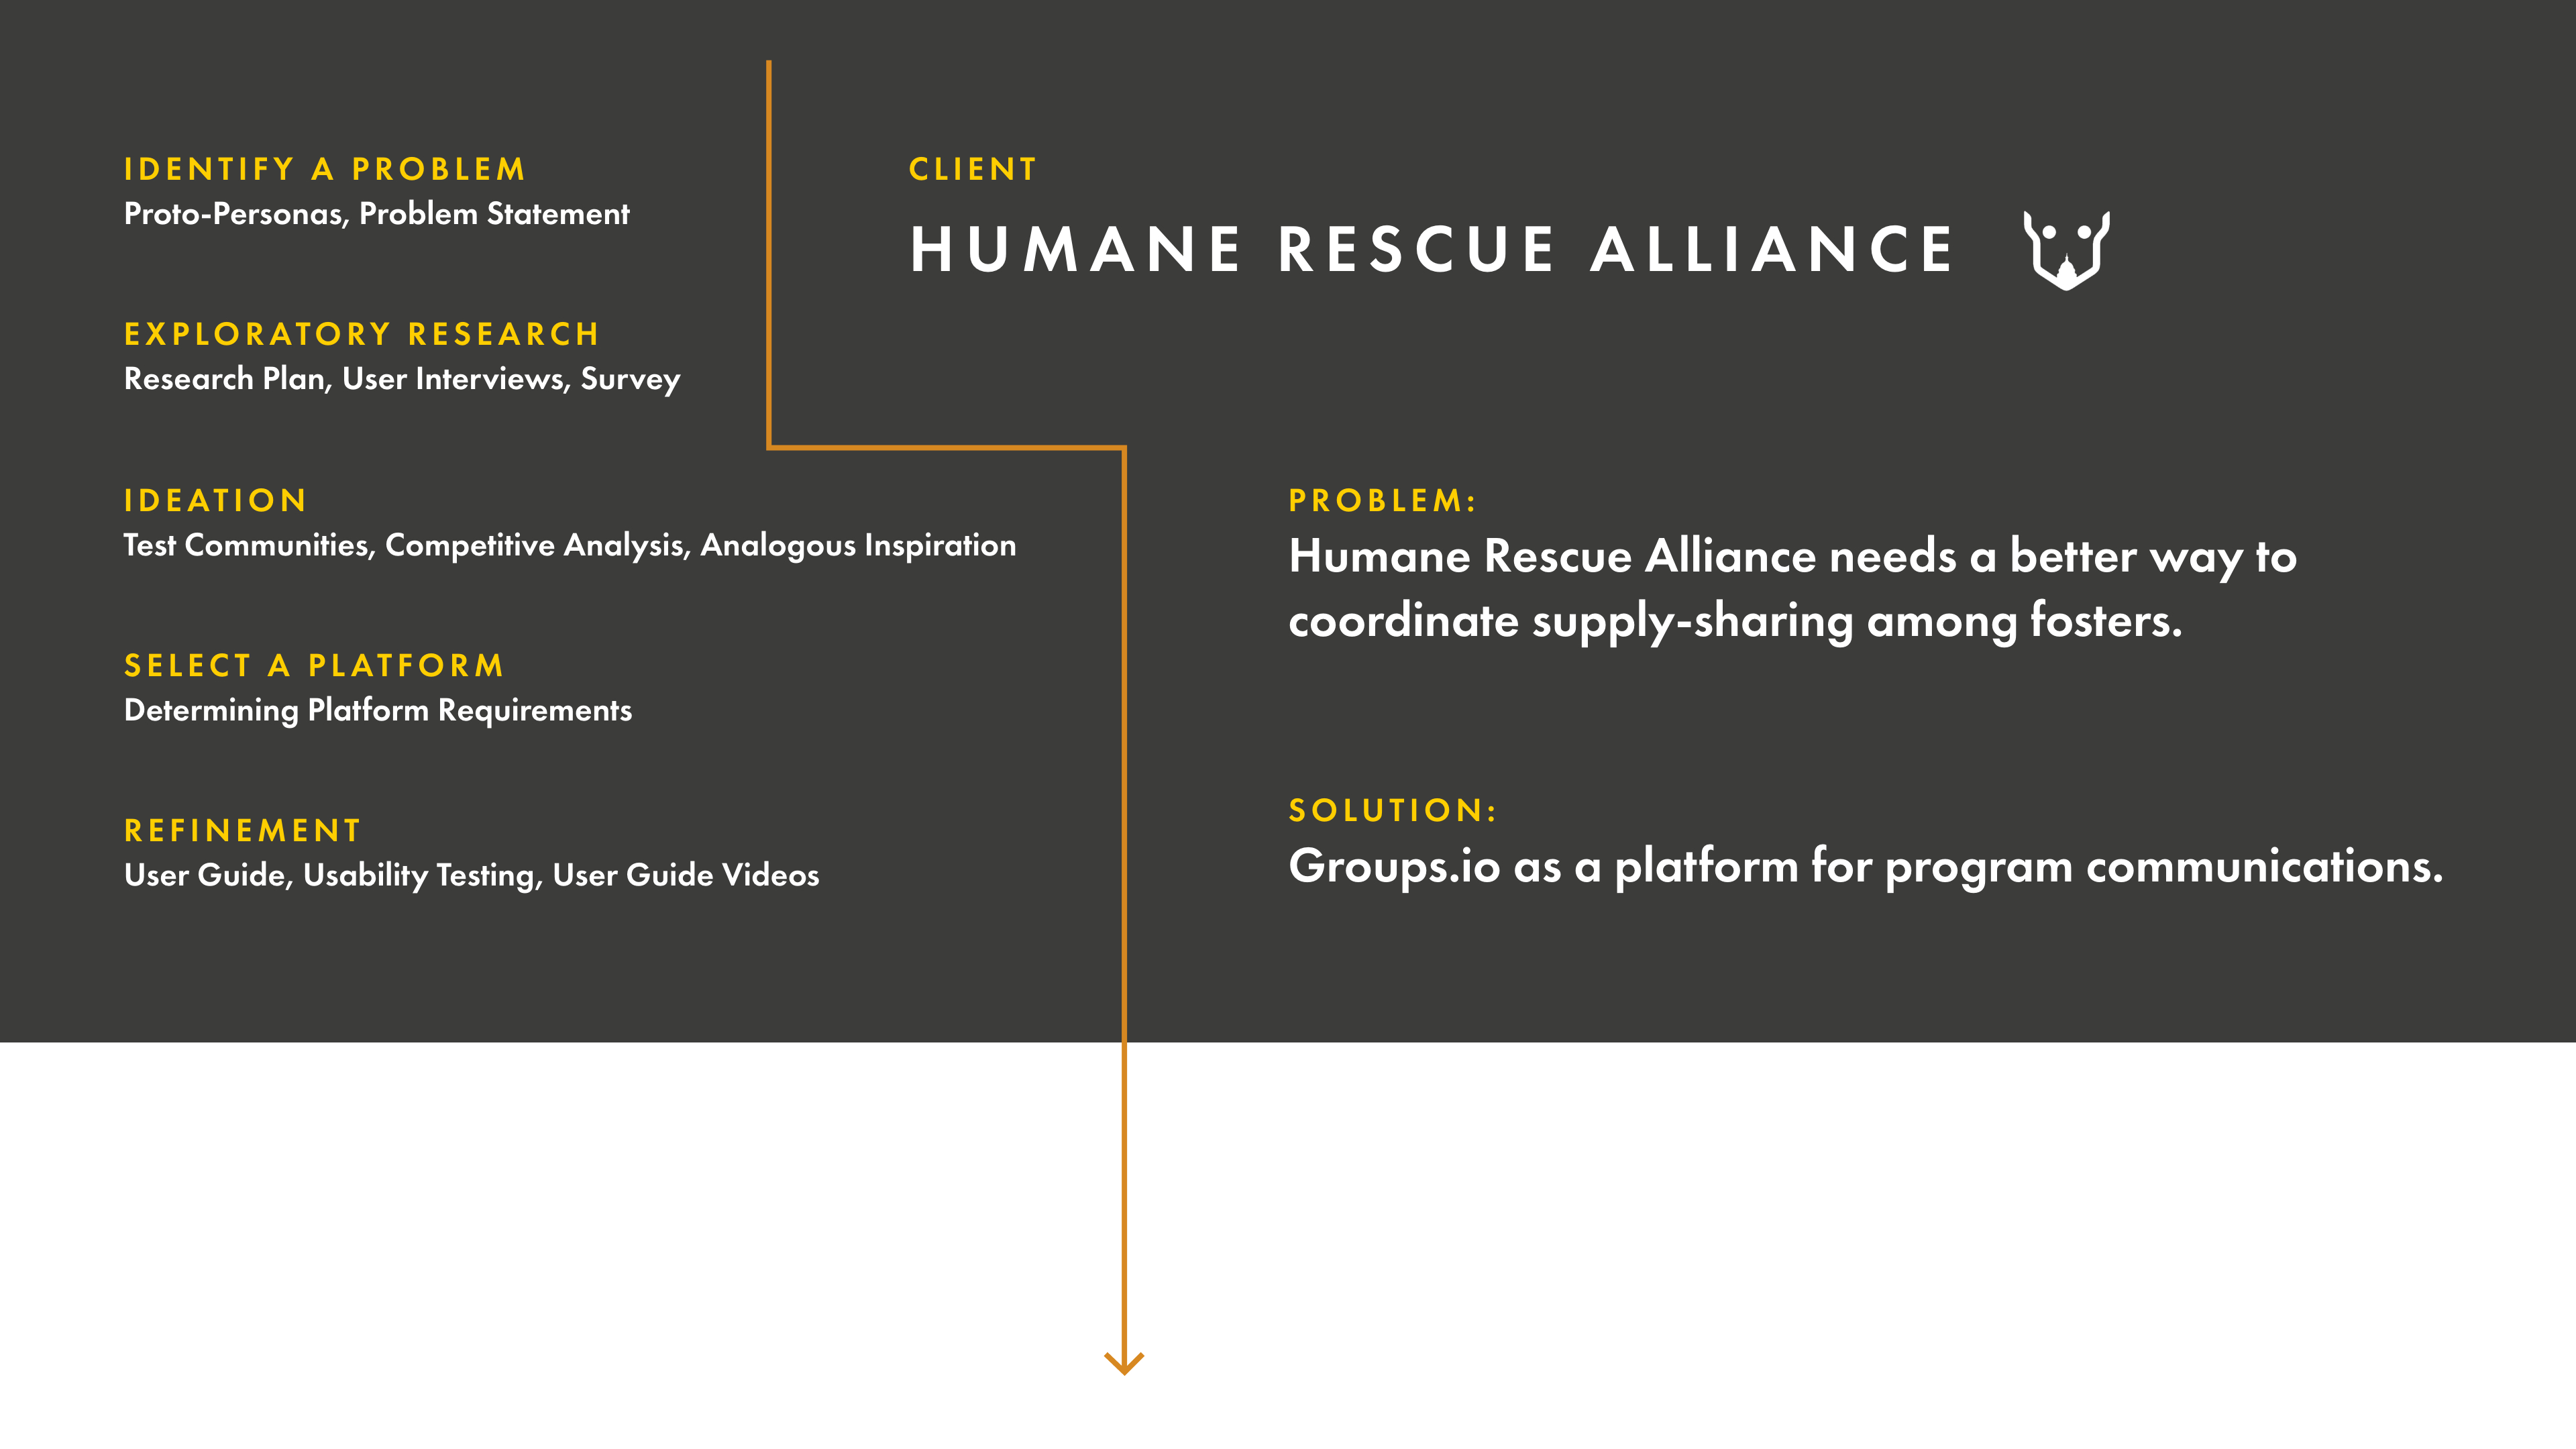 IDENTIFY A PROBLEM
Proto-Personas, Problem Statement
EXPLORATORY RESEARCH
Research Plan, User Interviews, Survey
IDEATION
Test Communities, Competitive Analysis, Analogous Inspiration
SELECT A PLATFORM
Determining Platform Requirements
REFINEMENT
User Guide, Usability Testing, User Guide Videos
CLIENT
HUMANE RESCUE ALLIANCE
PROBLEM:
Humane Rescue Alliance needs a better way to
coordinate supply-sharing among fosters.
SOLUTION:
Groups.io as a platform for program communications.